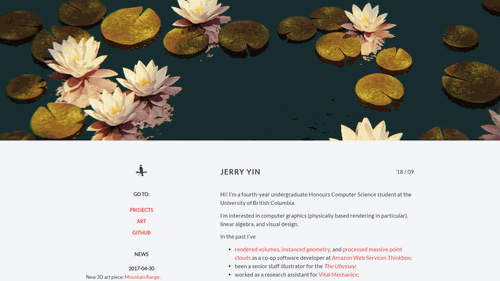 JERRY YIN
'18 / 09
GO TO:
PROJECTS
ART
GITHUB
NEWS
2017-04-30
New 3D art piece: Mountain Range.
Hi! I'm a fourth-year undergraduate Honours Computer Science student at the
University of British Columbia.
I'm interested in computer graphics (physically based rendering in particular),
linear algebra, and visual design.
In the past I've
rendered volumes, instanced geometry, and processed massive point
clouds as a co-op software developer at Amazon Web Services Thinkbox;
been a senior staff illustrator for the The Ubyssey;
worked as a research assistant for Vital Mechanics;